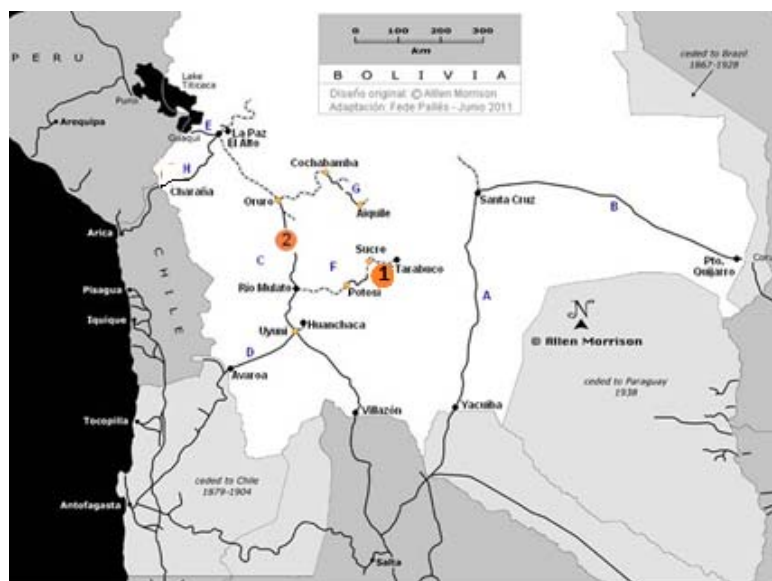 0 100 200 300
km
B O L I V I A
Diseño original: © Allen Morrison
Adaptación: Fede Pallés - Junio 2011
ceded to Brazil
1867-1928
P E R U
Lake
Titicaca
Puno
Arequipa
Guaqui
E
La Paz
El Alto
H
Charaña
Cochabamba
G
Aiquile
Oruro
Santa Cruz
B
Arica
2
C
Sucre
1
Tarabuco
F
Potosí
Pto.
Quijarro
Pisagua
Río Mulato
A
Iquique
C H I L E
Uyuni
Huanchaca
N
© Allen Morrison
D
Avaroa
ceded to Paraguay
1938
Villazón
Yacuiba
Tocopilla
ceded to Chile
1879-1904
Antofagasta
Salta